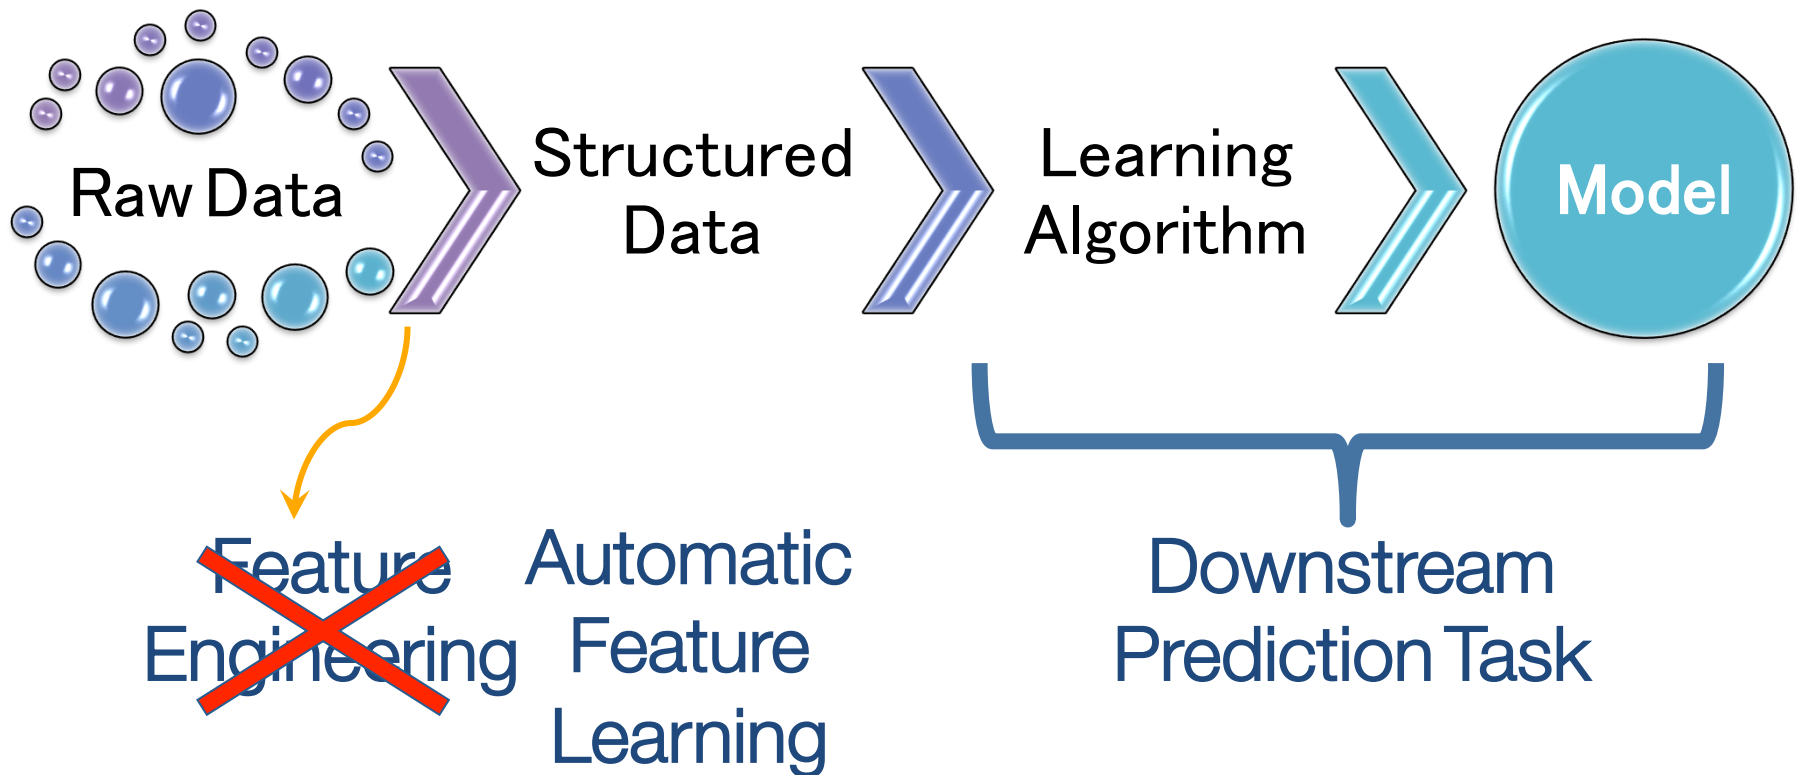 Raw Data
Structured
Data
Learning
Algorithm
Model
Feature
Engineering
Automatic
Feature
Learning
Downstream
Prediction Task